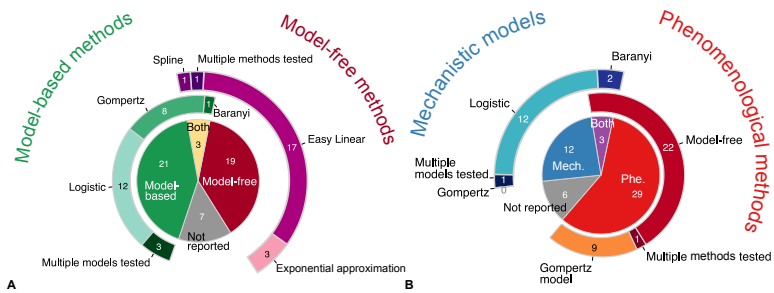 Model-based methods
Model-free methods
Spline
Multiple methods tested
1
1
Gompertz
8
1
Baranyi
Both
3
17
Easy Linear
21
Model-
based
19
Model-free
Logistic
12
7
Not
reported
3
Multiple models tested
3
Exponential approximation
A
Mechanistic models
Phenomenological methods
Baranyi
2
Logistic
12
Both
3
22
Model-free
12
Mech.
Multiple
models tested
1
Gompertz
0
Phe.
29
6
Not reported
9
1
Gompertz
model
Multiple methods tested
B